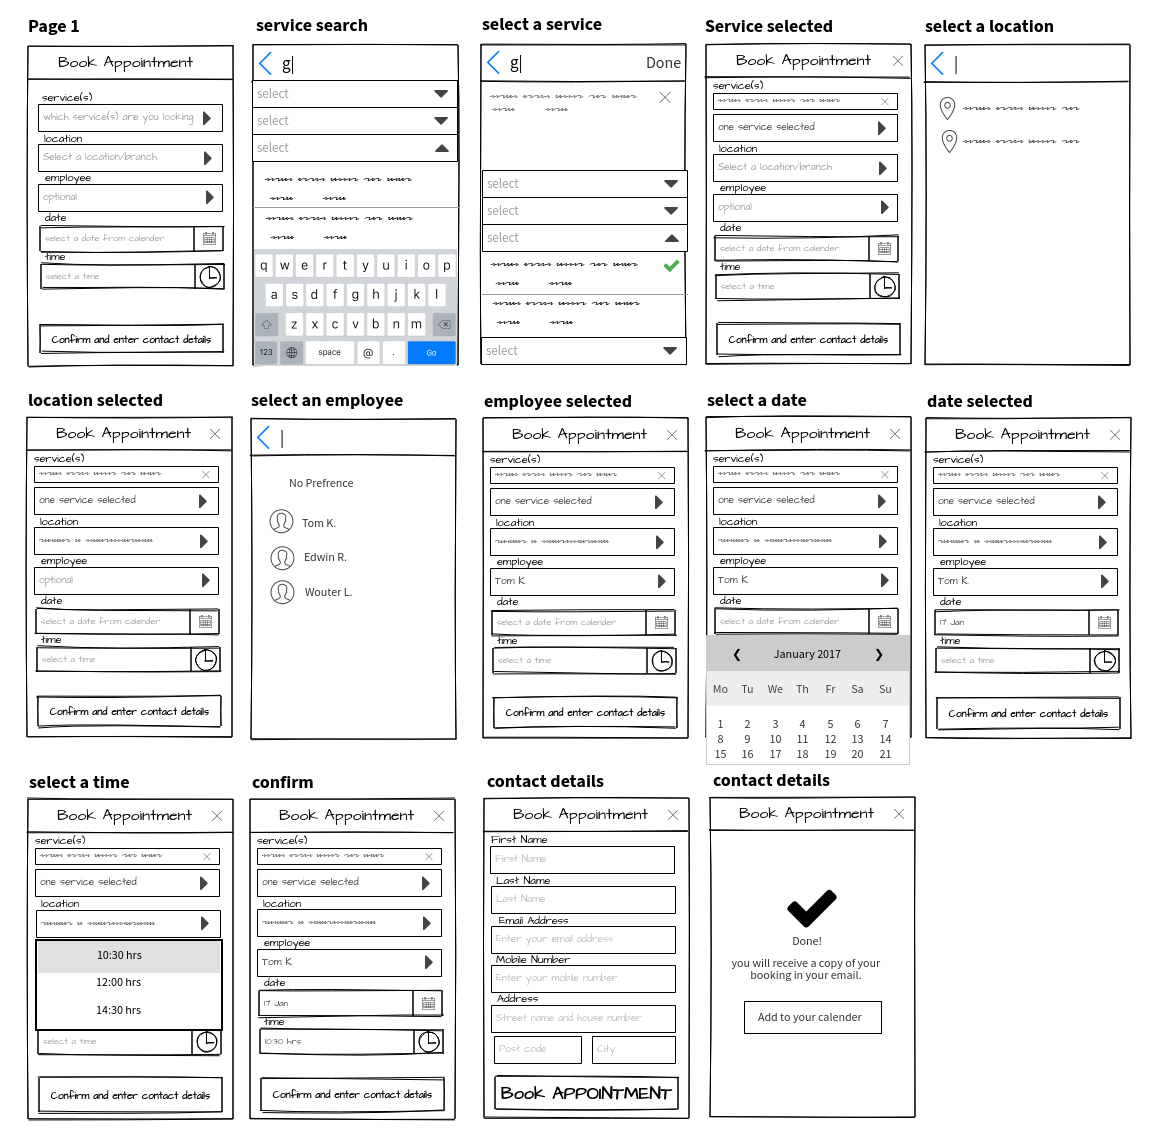 Page 1
Book Appointment
service(s)
which service(s) are you looking
location
Select a location/branch
employee
optional
date
select a date from calender
time
select a time
Confirm and enter contact details
service search
g|
select
select
select
q w e r t y u i o p
a s d f g h j k l
z x c v b n m
123 space @ . Go
select a service
g|
Done
select
select
select
select
Service selected
Book Appointment
service(s)
one service selected
location
Select a location/branch
employee
optional
date
select a date from calender
time
select a time
Confirm and enter contact details
select a location
location selected
Book Appointment
service(s)
one service selected
location
employee
optional
date
select a date from calender
time
select a time
Confirm and enter contact details
select an employee
No Prefrence
Tom K.
Edwin R.
Wouter L.
employee selected
Book Appointment
service(s)
one service selected
location
employee
Tom K.
date
select a date from calender
time
select a time
Confirm and enter contact details
select a date
Book Appointment
service(s)
one service selected
location
employee
Tom K.
date
select a date from calender
January 2017
Mo Tu We Th Fr Sa Su
1 2 3 4 5 6 7
8 9 10 11 12 13 14
15 16 17 18 19 20 21
date selected
Book Appointment
service(s)
one service selected
location
employee
Tom K.
date
17 Jan
time
select a time
Confirm and enter contact details
select a time
Book Appointment
service(s)
one service selected
location
10:30 hrs
12:00 hrs
14:30 hrs
select a time
Confirm and enter contact details
confirm
Book Appointment
service(s)
one service selected
location
employee
Tom K.
date
17 Jan
time
10:30 hrs
Confirm and enter contact details
contact details
Book Appointment
First Name
First Name
Last Name
Last Name
Email Address
Enter your email address
Mobile Number
Enter your mobile number
Address
Street name and house number
Post code City
Book APPOINTMENT
contact details
Book Appointment
Done!
you will receive a copy of your
booking in your email.
Add to your calender